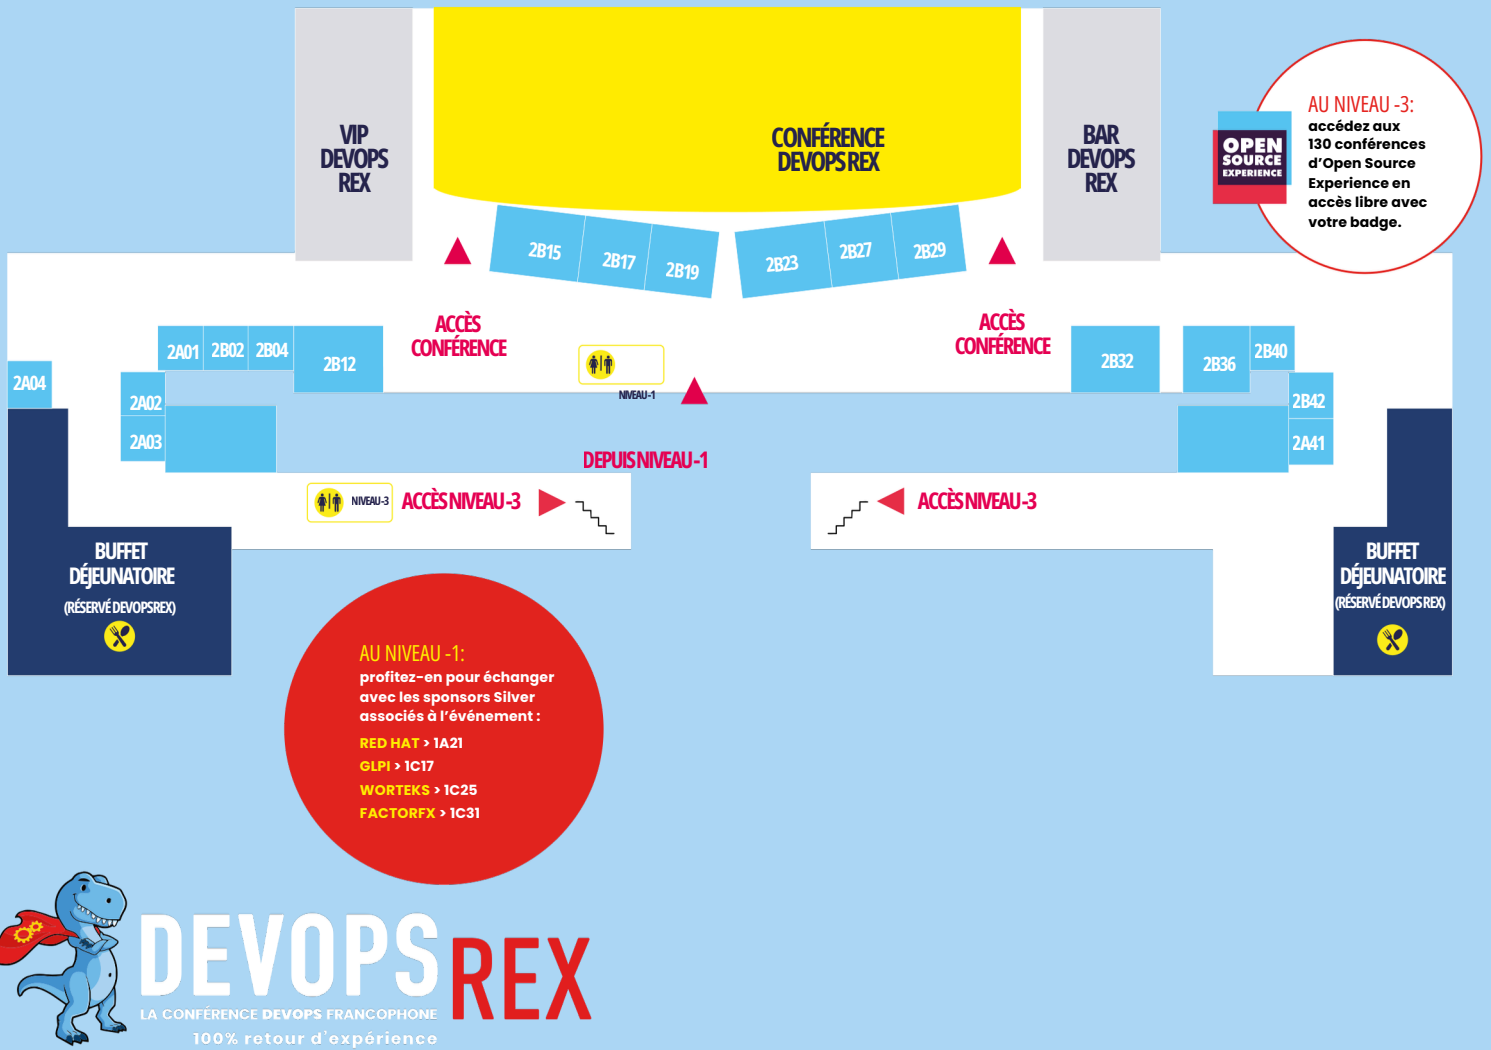 VIP
DEVOPS
REX
CONFÉRENCE
DEVOPS REX
BAR
DEVOPS
REX
AU NIVEAU -3:
accédez aux
130 conférences
d'Open Source
Experience en
accès libre avec
votre badge.
OPEN
SOURCE
EXPERIENCE
2B15
2B17
2B19
2B23
2B27
2B29
ACCÈS
CONFÉRENCE
ACCÈS
CONFÉRENCE
2A01
2B02
2B04
2B12
2B32
2B36
2B40
2A04
2A02
2A03
2B42
2A41
NIVEAU-1
DEPUIS NIVEAU -1
NIVEAU-3
ACCÈS NIVEAU -3
ACCÈS NIVEAU -3
BUFFET
DÉJEUNATOIRE
(RÉSERVÉ DEVOPSREX)
BUFFET
DÉJEUNATOIRE
(RÉSERVÉ DEVOPS REX)
AU NIVEAU -1:
profitez-en pour échanger
avec les sponsors Silver
associés à l'événement :
RED HAT > 1A21
GLPI > 1C17
WORTEKS > 1C25
FACTORFX > 1C31
DEVOPS REX
LA CONFÉRENCE DEVOPS FRANCOPHONE
100% retour d'expérience